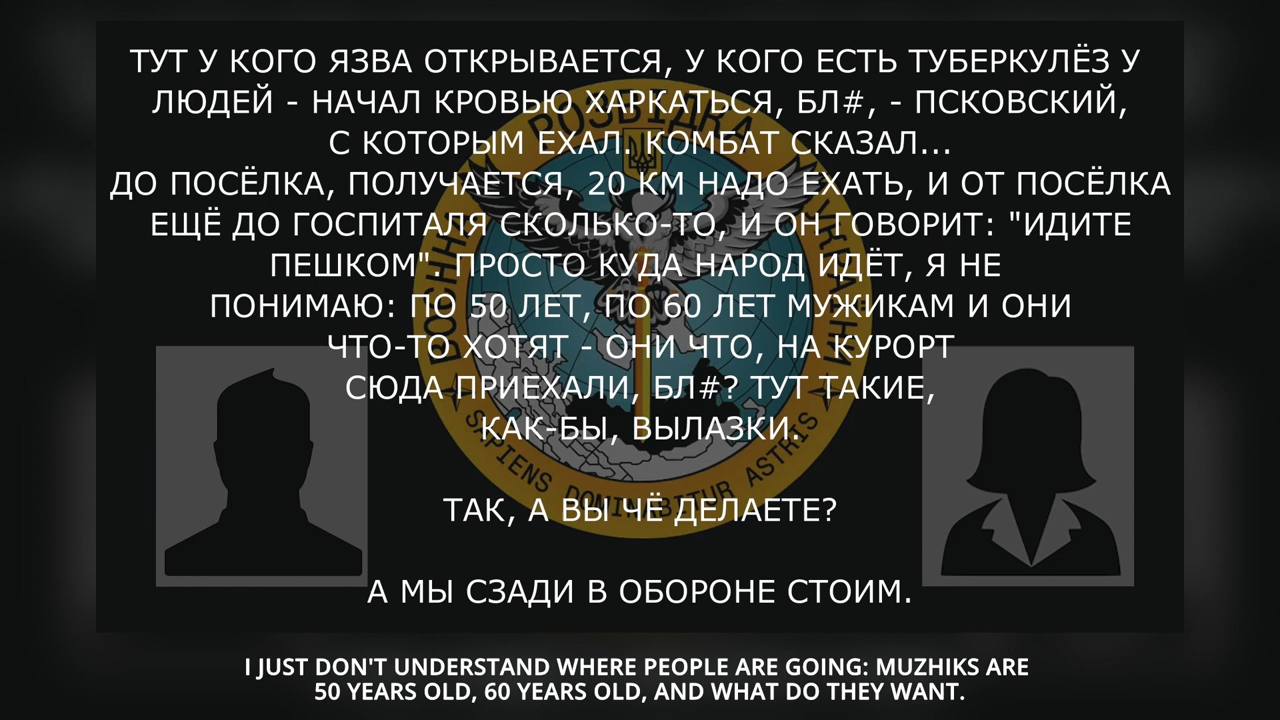 ТУТ У КОГО ЯЗВА ОТКРЫВАЕТСЯ, У КОГО ЕСТЬ ТУБЕРКУЛЁЗ У
ЛЮДЕЙ - НАЧАЛ КРОВЬЮ ХАРКАТЬСЯ, БЛ#, - ПСКОВСКИЙ,
С КОТОРЫМ ЕХАЛ. КОМБАТ СКАЗАЛ...
ДО ПОСЁЛКА, ПОЛУЧАЕТСЯ, 20 КМ НАДО ЕХАТЬ, И ОТ ПОСЁЛКА
ЕЩЁ ДО ГОСПИТАЛЯ СКОЛЬКО-ТО, И ОН ГОВОРИТ: "ИДИТЕ
ПЕШКОМ". ПРОСТО КУДА НАРОД ИДЁТ, Я НЕ
ПОНИМАЮ: ПО 50 ЛЕТ, ПО 60 ЛЕТ МУЖИКАМ И ОНИ
ЧТО-ТО ХОТЯТ - ОНИ ЧТО, НА КУРОРТ
СЮДА ПРИЕХАЛИ, БЛ#? ТУТ ТАКИЕ,
КАК-БЫ, ВЫЛАЗКИ.
ТАК, А ВЫ ЧЁ ДЕЛАЕТЕ?
А МЫ СЗАДИ В ОБОРОНЕ СТОИМ.
РОЗВІДКА
SAPIENS DOMINABITUR ASTRIS
I JUST DON'T UNDERSTAND WHERE PEOPLE ARE GOING: MUZHIKS ARE
50 YEARS OLD, 60 YEARS OLD, AND WHAT DO THEY WANT.